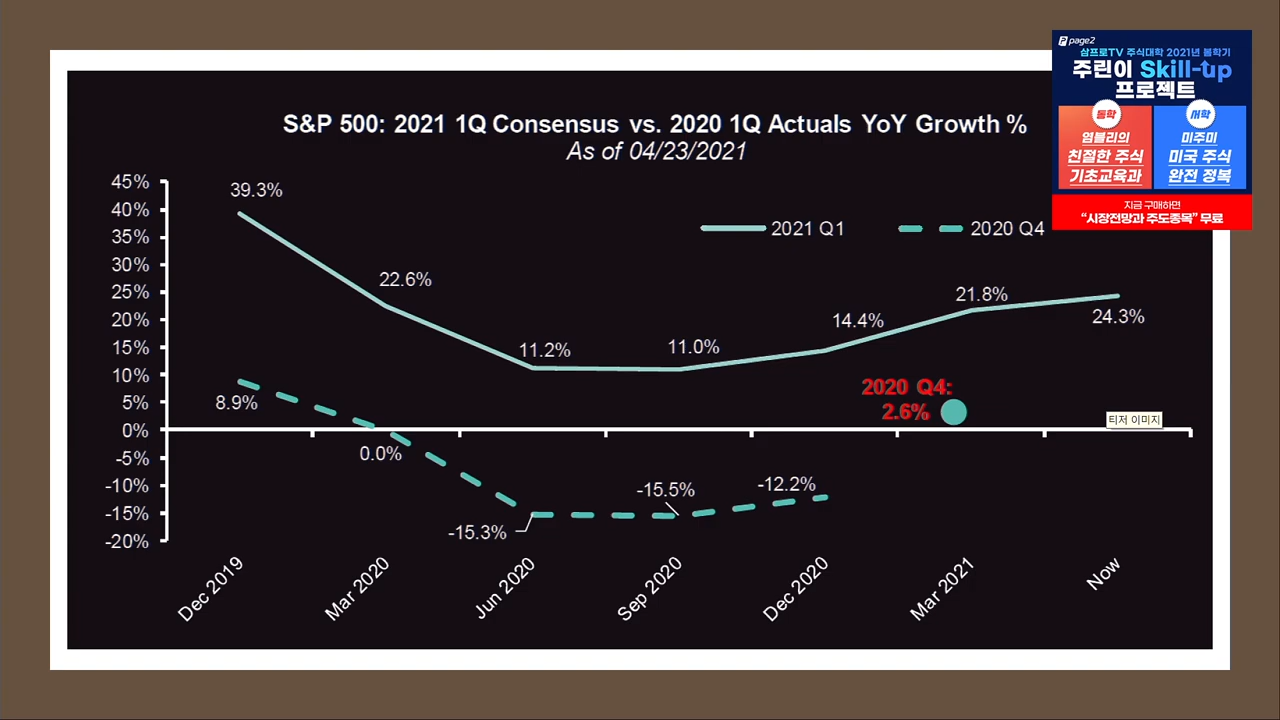 S&P 500: 2021 1Q Consensus vs. 2020 1Q Actuals YoY Growth %
As of 04/23/2021
page2
삼프로TV 주식대학 2021년 봄학기
주린이 Skill-up
프로젝트
동학
염블리의
친절한 주식
기초교육과
새학
미주미
미국 주식
완전 정복
지금 구매하면
“시장전망과 주도종목” 무료
2021 Q1
2020 Q4
45%
40%
35%
30%
25%
20%
15%
10%
5%
0%
-5%
-10%
-15%
-20%
39.3%
22.6%
11.2%
11.0%
14.4%
21.8%
24.3%
2020 Q4:
2.6%
티저 이미지
8.9%
0.0%
-15.3%
-15.5%
-12.2%
Dec 2019
Mar 2020
Jun 2020
Sep 2020
Dec 2020
Mar 2021
Now